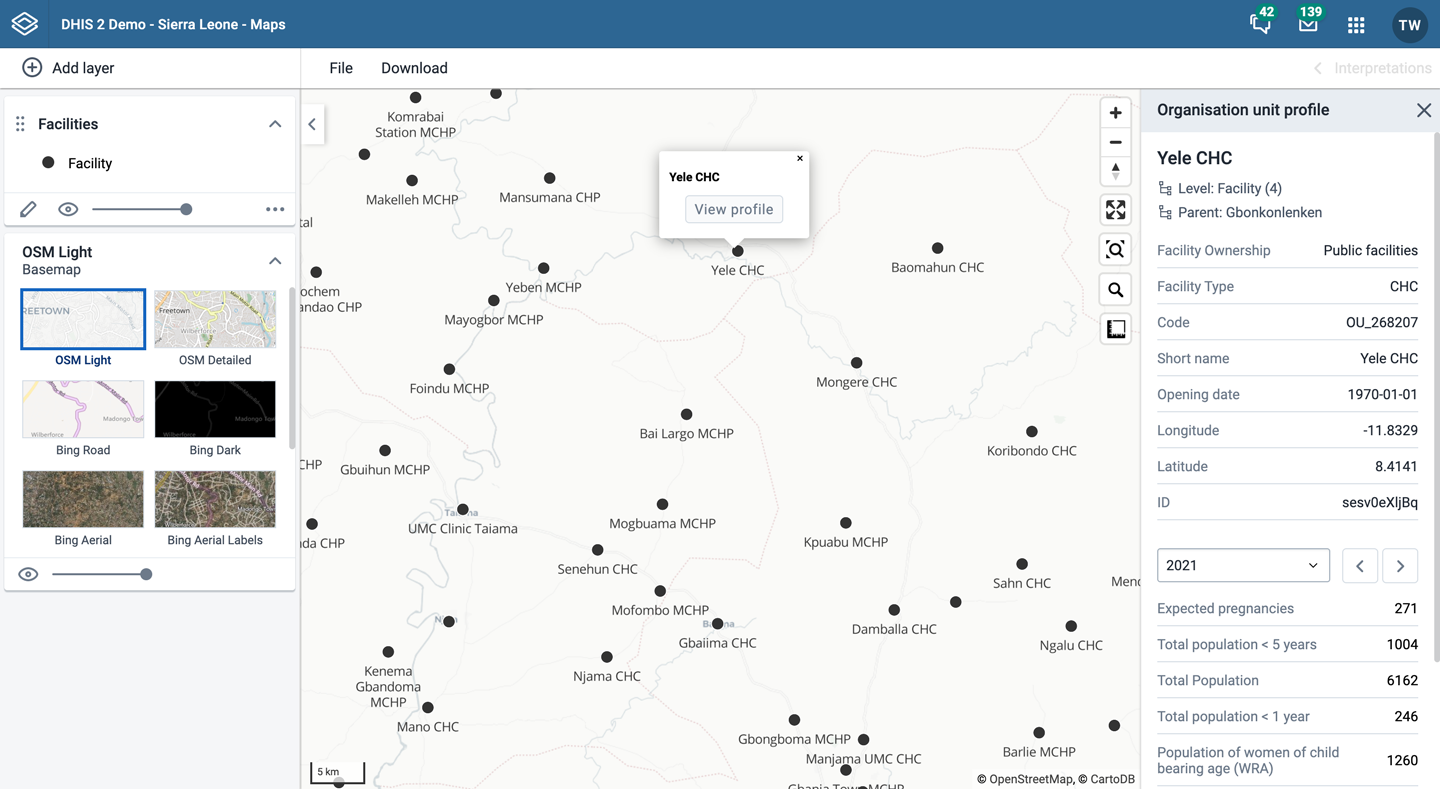 DHIS 2 Demo - Sierra Leone - Maps
42
139
TW
Add layer
File
Download
Interpretations
Facilities
Facility
OSM Light
Basemap
REETOWN
OSM Light
Freetown
Wilberforce
OSM Detailed
Wilberforce
Bing Road
Bing Dark
Bing Aerial
Bing Aerial Labels
Komrabai
Station MCHP
Makelleh MCHP
Mansumana CHP
tal
Yele CHC
×
View profile
Yele CHC
Baomahun CHC
ochem
andao CHP
Yeben MCHP
Mayogbor MCHP
Foindu MCHP
Mongere CHC
Bai Largo MCHP
Koribondo CHC
CHP
Gbuihun MCHP
UMC Clinic Taiama
Mogbuama MCHP
Kpuabu MCHP
da CHP
Senehun CHC
Sahn CHC
Mend
Mofombo MCHP
Damballa CHC
Gbaiima CHC
Ngalu CHC
Kenema
Gbandoma
MCHP
Njama CHC
Mano CHC
Gbongboma MCHP
Manjama UMC CHC
Barlie MCHP
5 km
© OpenStreetMap, © CartoDB
Organisation unit profile
Yele CHC
Level: Facility (4)
Parent: Gbonkonlenken
Facility Ownership Public facilities
Facility Type CHC
Code OU_268207
Short name Yele CHC
Opening date 1970-01-01
Longitude -11.8329
Latitude 8.4141
ID sesv0eXljBq
2021
Expected pregnancies 271
Total population < 5 years 1004
Total Population 6162
Total population < 1 year 246
Population of women of child
bearing age (WRA) 1260